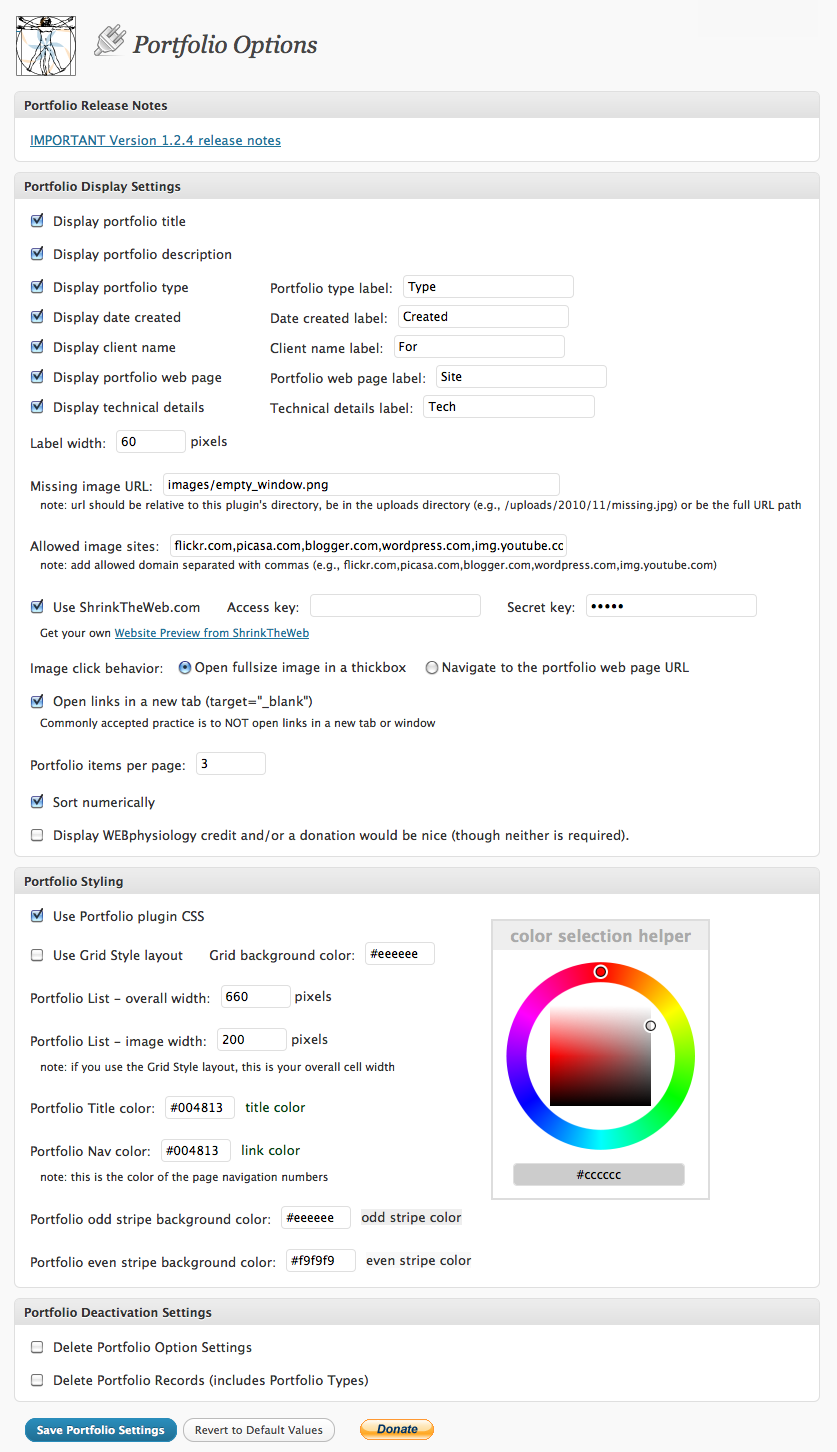 Portfolio Options
Portfolio Release Notes
IMPORTANT Version 1.2.4 release notes
Portfolio Display Settings
Display portfolio title
Display portfolio description
Display portfolio type Portfolio type label: Type
Display date created Date created label: Created
Display client name Client name label: For
Display portfolio web page Portfolio web page label: Site
Display technical details Technical details label: Tech
Label width: 60 pixels
Missing image URL: images/empty_window.png
note: url should be relative to this plugin's directory, be in the uploads directory (e.g., /uploads/2010/11/missing.jpg) or be the full URL path
Allowed image sites: flickr.com,picasa.com,blogger.com,wordpress.com,img.youtube.cc
note: add allowed domain separated with commas (e.g., flickr.com,picasa.com,blogger.com,wordpress.com,img.youtube.com)
Use ShrinkTheWeb.com Access key: Secret key: •••••
Get your own Website Preview from ShrinkTheWeb
Image click behavior: Open fullsize image in a thickbox Navigate to the portfolio web page URL
Open links in a new tab (target="_blank")
Commonly accepted practice is to NOT open links in a new tab or window
Portfolio items per page: 3
Sort numerically
Display WEBphysiology credit and/or a donation would be nice (though neither is required).
Portfolio Styling
Use Portfolio plugin CSS
Use Grid Style layout Grid background color: #eeeeee
Portfolio List - overall width: 660 pixels
Portfolio List - image width: 200 pixels
note: if you use the Grid Style layout, this is your overall cell width
Portfolio Title color: #004813 title color
Portfolio Nav color: #004813 link color
note: this is the color of the page navigation numbers
Portfolio odd stripe background color: #eeeeee odd stripe color
Portfolio even stripe background color: #f9f9f9 even stripe color
color selection helper
#cccccc
Portfolio Deactivation Settings
Delete Portfolio Option Settings
Delete Portfolio Records (includes Portfolio Types)
Save Portfolio Settings Revert to Default Values Donate